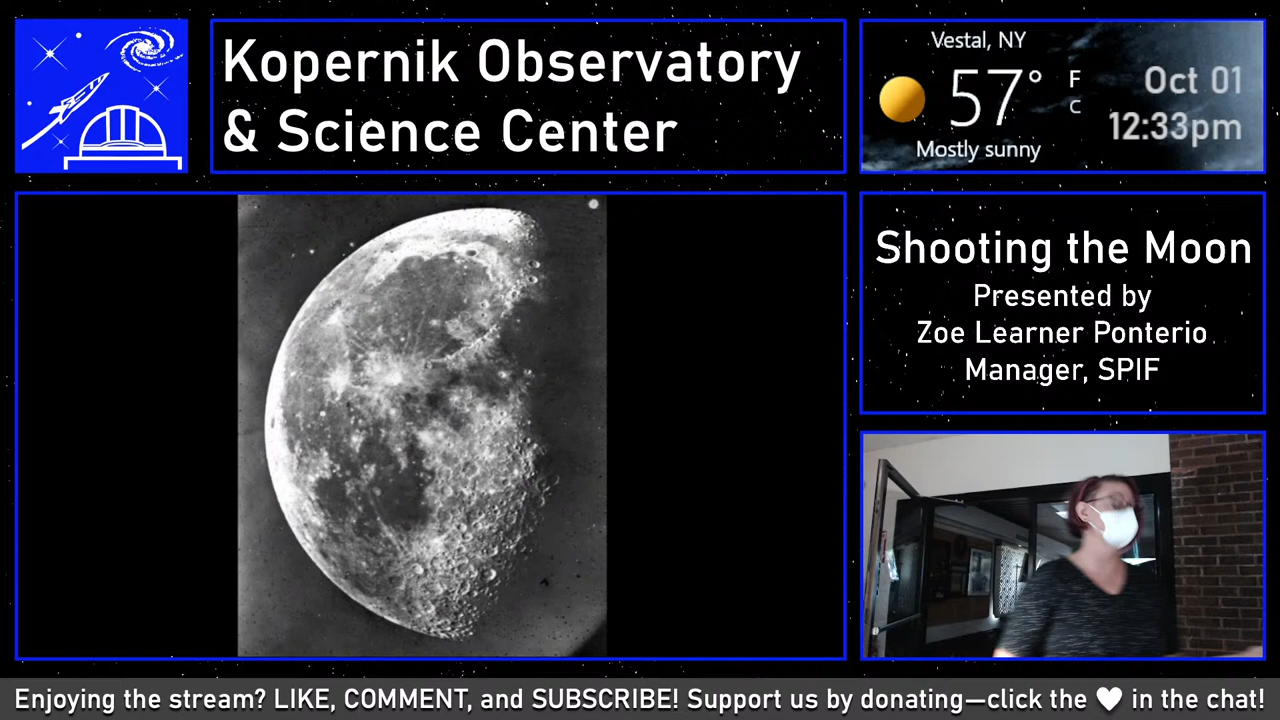 Kopernik Observatory
& Science Center
Vestal, NY
57° F
C
Mostly sunny
Oct 01
12:33pm
Shooting the Moon
Presented by
Zoe Learner Ponterio
Manager, SPIF
Enjoying the stream? LIKE, COMMENT, and SUBSCRIBE! Support us by donating—click the ♥ in the chat!